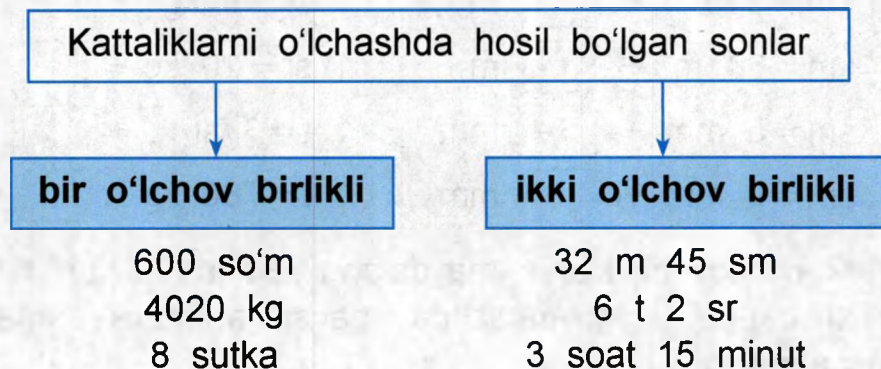 Kattaliklarni o‘lchashda hosil bo‘lgan sonlar
bir o‘lchov birlikli
ikki o‘lchov birlikli
600 so‘m
4020 kg
8 sutka
32 m 45 sm
6 t 2 sr
3 soat 15 minut